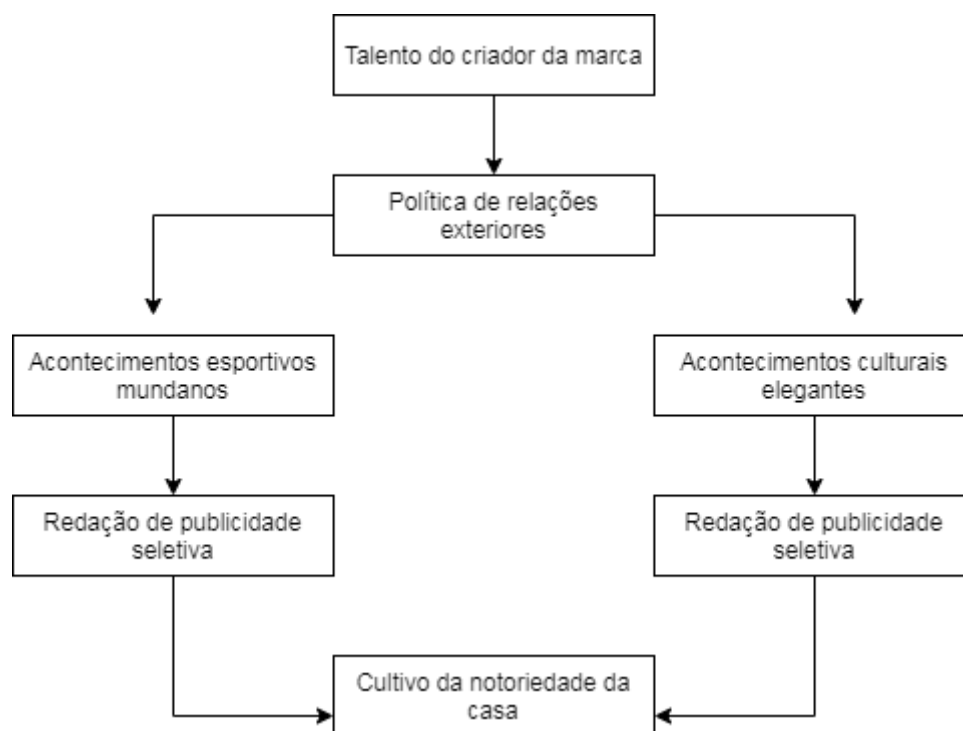 Talento do criador da marca
Política de relações
exteriores
Acontecimentos esportivos
mundanos
Acontecimentos culturais
elegantes
Redação de publicidade
seletiva
Redação de publicidade
seletiva
Cultivo da notoriedade da
casa